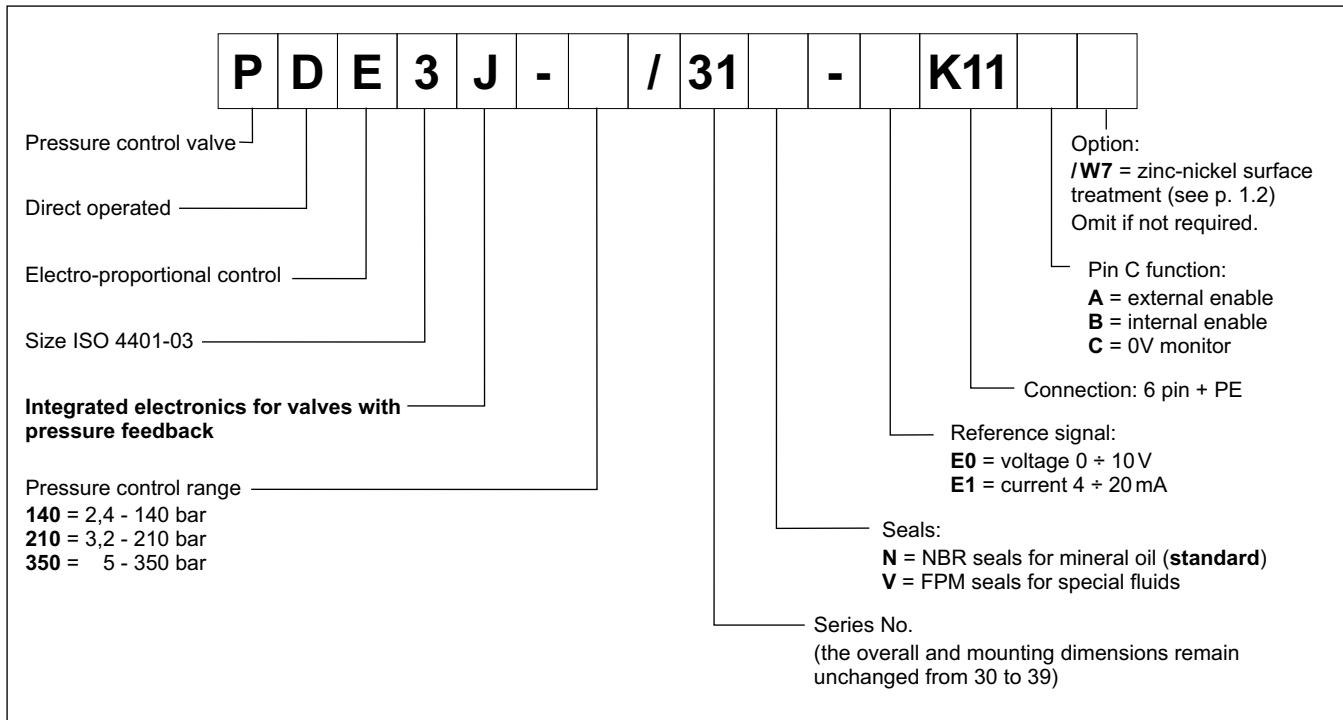 P D E 3 J - / 31 - K11
Pressure control valve
Direct operated
Electro-proportional control
Size ISO 4401-03
Integrated electronics for valves with
pressure feedback
Pressure control range
140 = 2,4 - 140 bar
210 = 3,2 - 210 bar
350 = 5 - 350 bar
Option:
/W7 = zinc-nickel surface
treatment (see p. 1.2)
Omit if not required.
Pin C function:
A = external enable
B = internal enable
C = 0V monitor
Connection: 6 pin + PE
Reference signal:
E0 = voltage 0 ÷ 10 V
E1 = current 4 ÷ 20 mA
Seals:
N = NBR seals for mineral oil (standard)
V = FPM seals for special fluids
Series No.
(the overall and mounting dimensions remain
unchanged from 30 to 39)